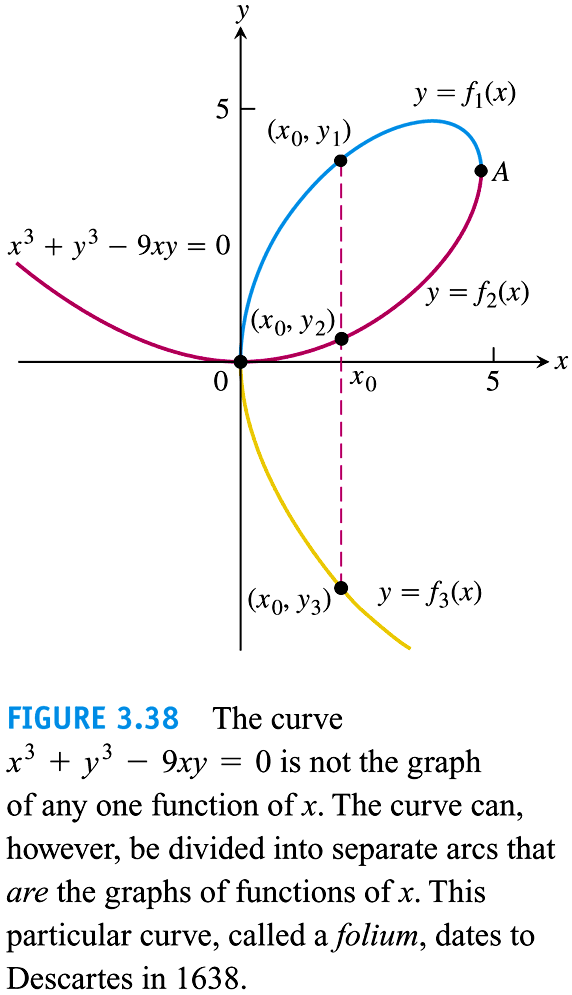 y
y = f₁(x)
5
(x₀, y₁)
A
x³ + y³ − 9xy = 0
y = f₂(x)
(x₀, y₂)
x
0
x₀
5
(x₀, y₃)
y = f₃(x)
FIGURE 3.38 The curve
x³ + y³ − 9xy = 0 is not the graph
of any one function of x. The curve can,
however, be divided into separate arcs that
are the graphs of functions of x. This
particular curve, called a folium, dates to
Descartes in 1638.